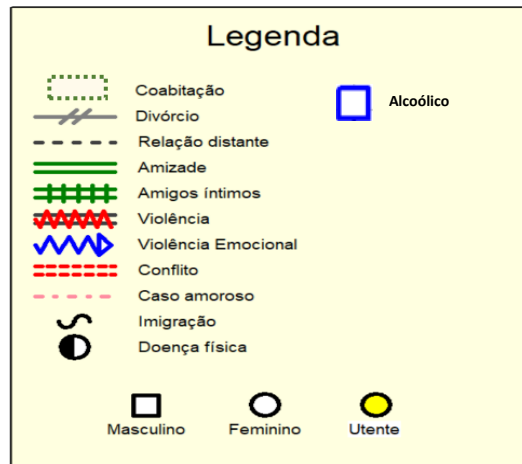 Legenda
Coabitação
Alcoólico
Divórcio
Relação distante
Amizade
Amigos íntimos
Violência
Violência Emocional
Conflito
Caso amoroso
Imigração
Doença física
Masculino Feminino Utente